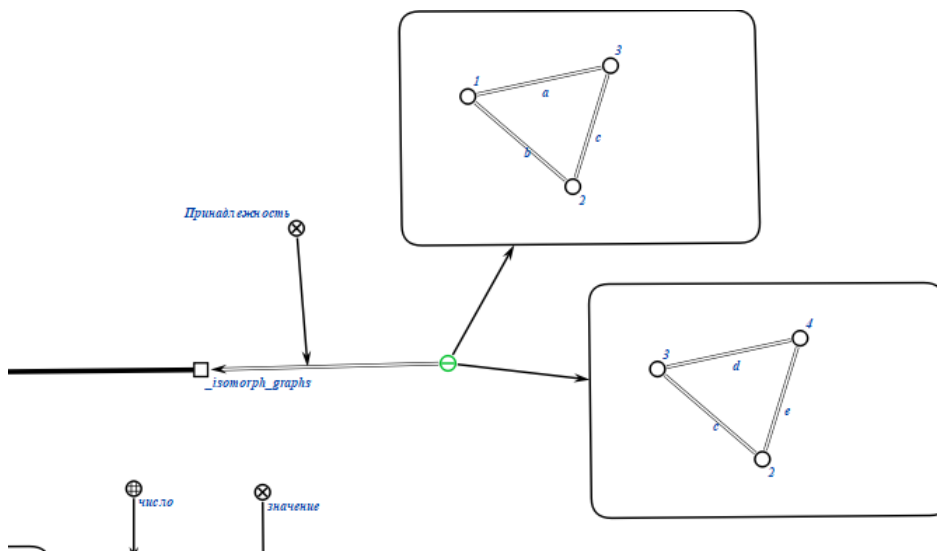 3
1
a
c
b
2
Принадлежность
4
3
d
_isomorph_graphs
e
c
2
число
значение